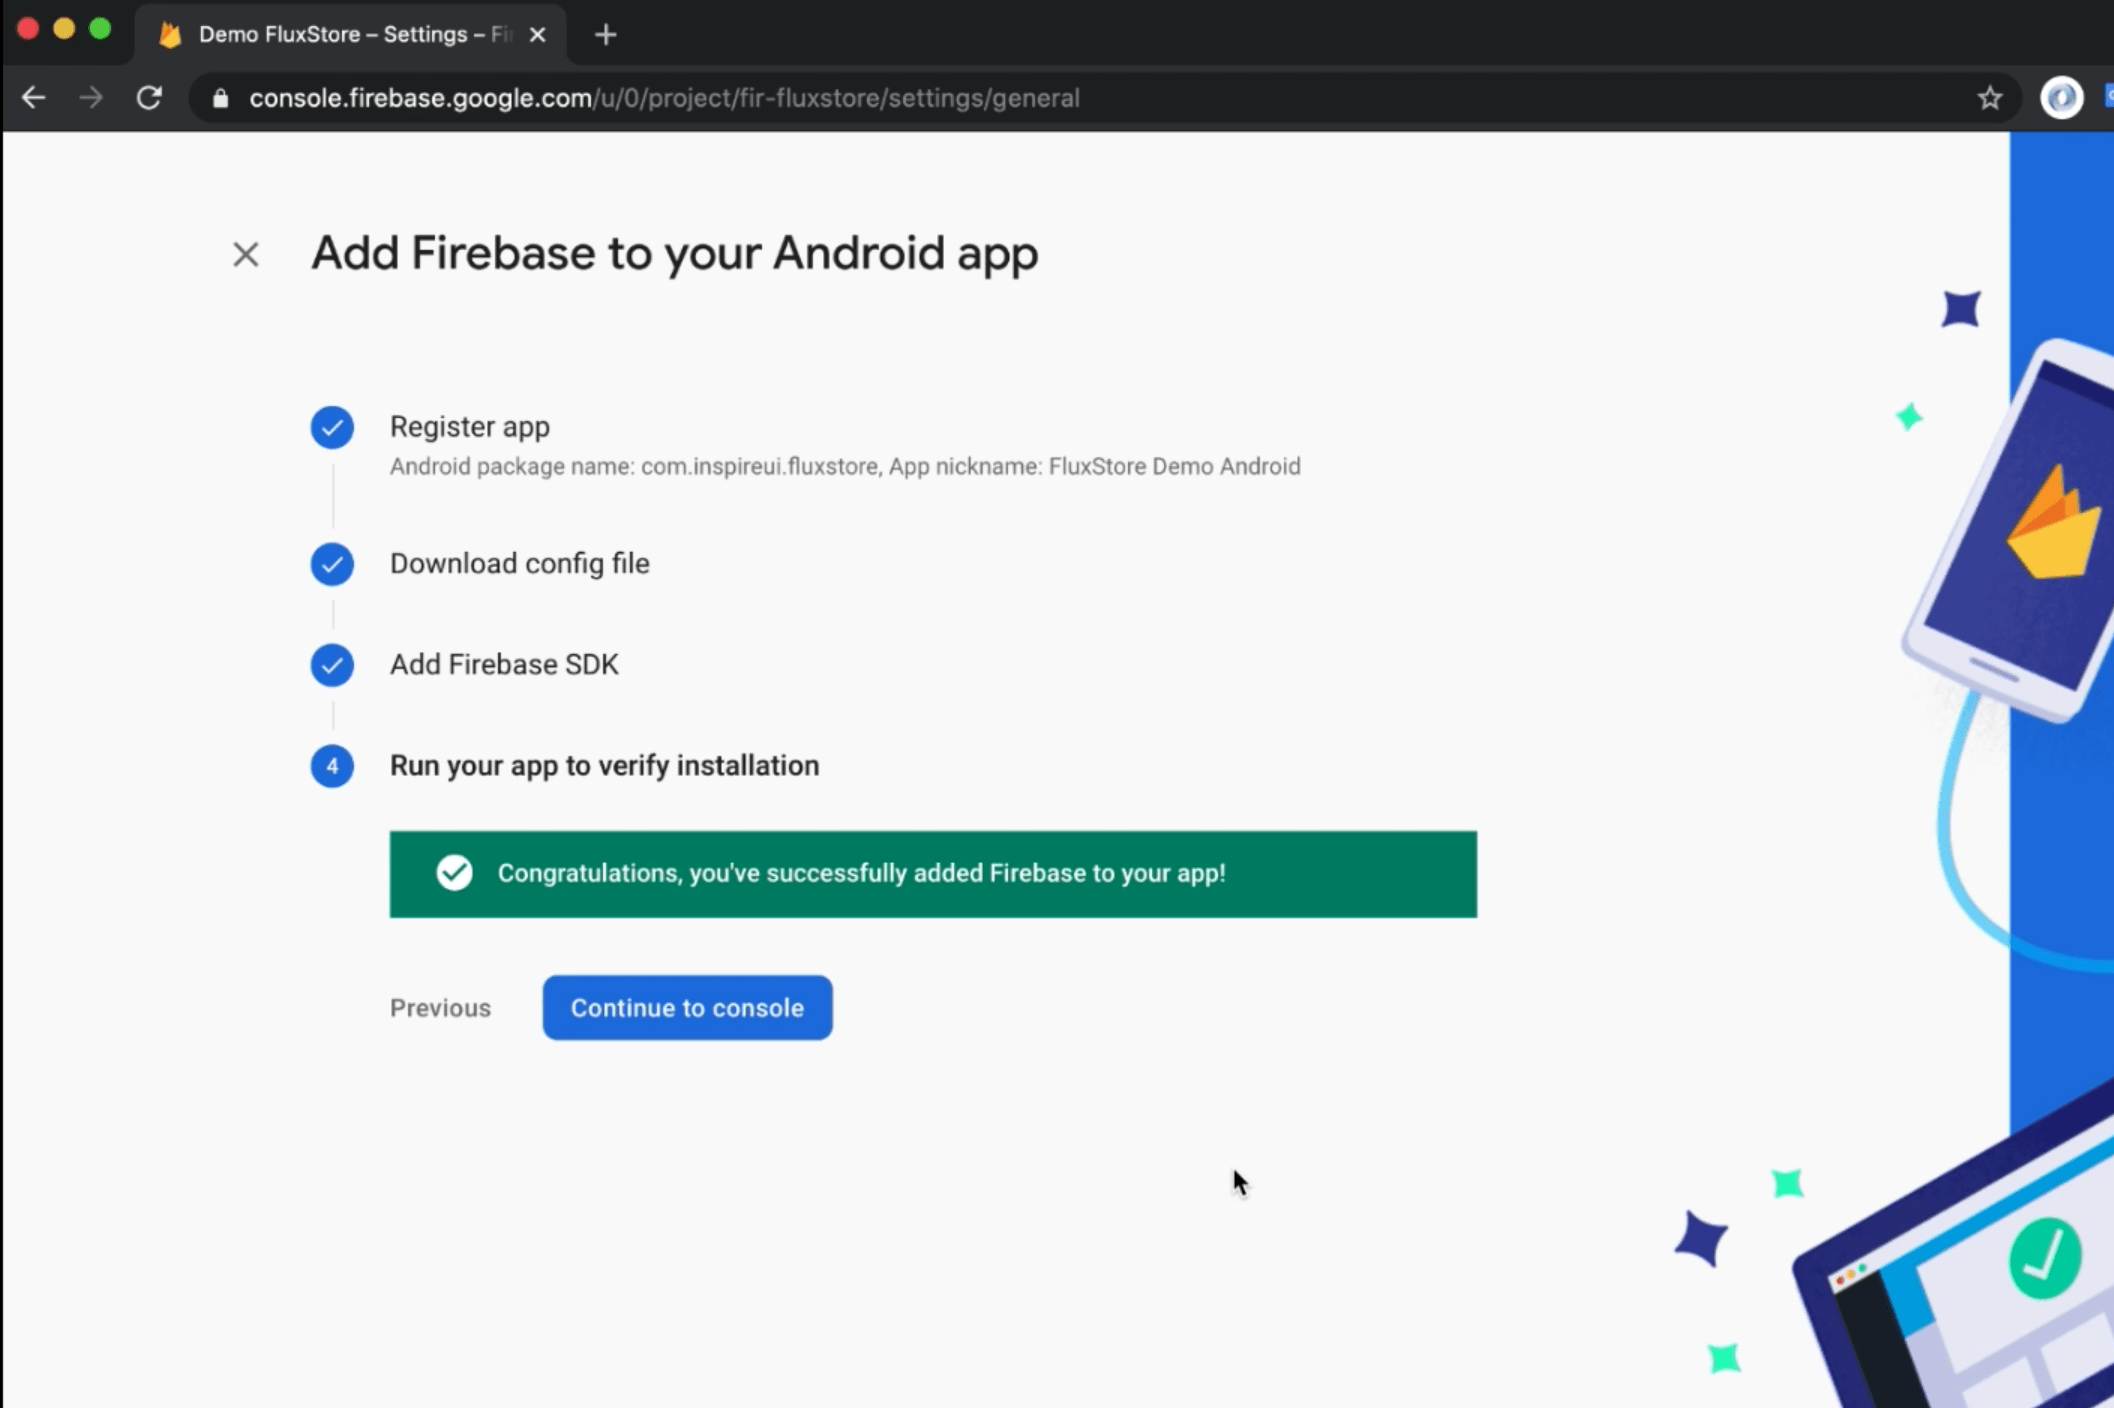 Demo FluxStore – Settings –
console.firebase.google.com/u/0/project/fir-fluxstore/settings/general
Add Firebase to your Android app
Register app
Android package name: com.inspireui.fluxstore, App nickname: FluxStore Demo Android
Download config file
Add Firebase SDK
4 Run your app to verify installation
Congratulations, you've successfully added Firebase to your app!
Previous Continue to console